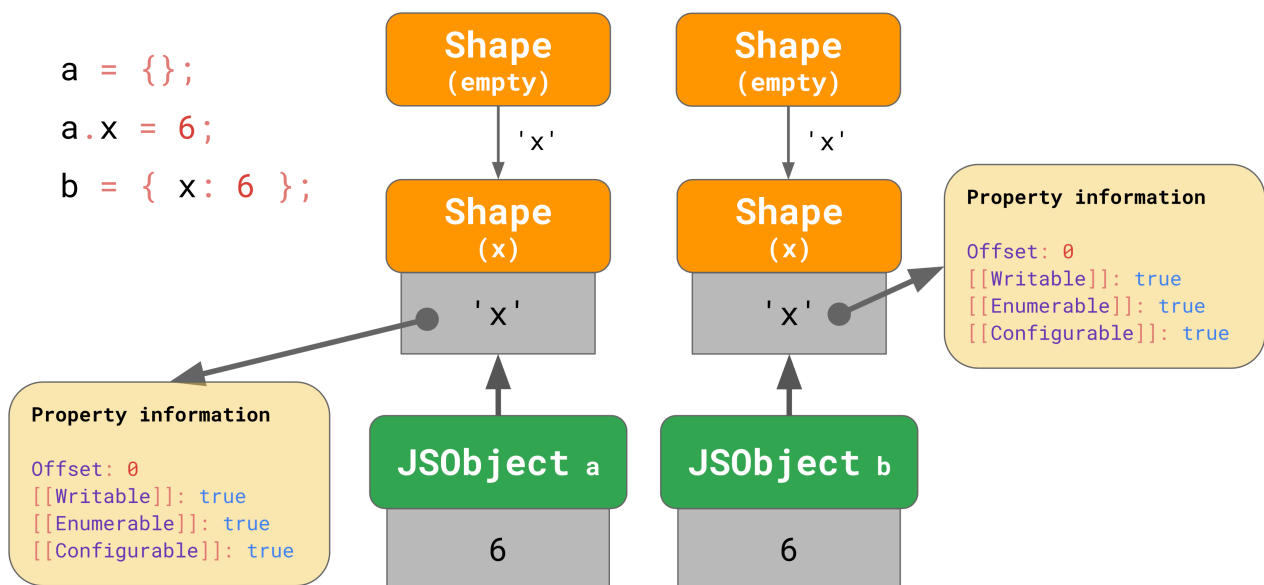 a = {};
a.x = 6;
b = { x: 6 };
Shape
(empty)
'x'
Shape
(x)
'x'
Property information
Offset: 0
[[Writable]]: true
[[Enumerable]]: true
[[Configurable]]: true
JSObject a
6
Shape
(empty)
'x'
Shape
(x)
'x'
Property information
Offset: 0
[[Writable]]: true
[[Enumerable]]: true
[[Configurable]]: true
JSObject b
6